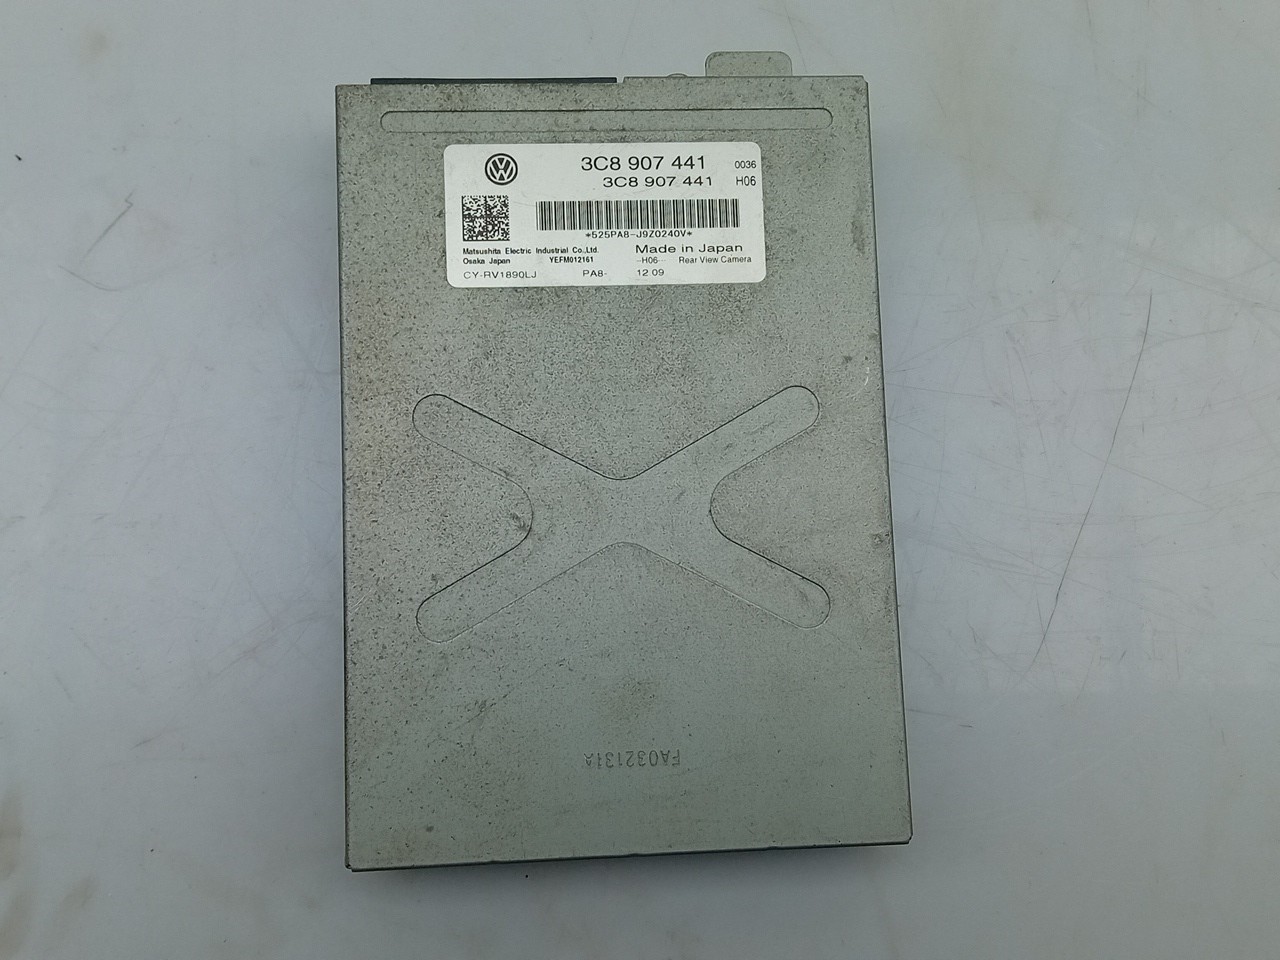 3C8 907 441 0036
3C8 907 441 H06
*525PA8-J9Z0240V*
Matsushita Electric Industrial Co.,Ltd. Made in Japan
Osaka Japan YEFM012161 --H06--- Rear View Camera
CY-RV1890LJ PA8- 12 09
FA032131A